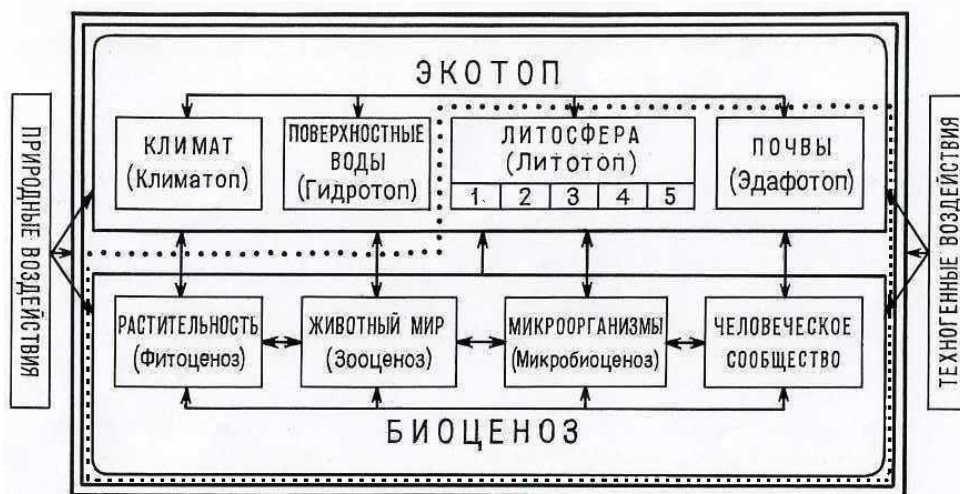 ЭКОТОП
КЛИМАТ
(Климатоп)
ПОВЕРХНОСТНЫЕ
ВОДЫ
(Гидротоп)
ЛИТОСФЕРА
(Литотоп)
1 2 3 4 5
ПОЧВЫ
(Эдафотоп)
ПРИРОДНЫЕ ВОЗДЕЙСТВИЯ
ТЕХНОГЕННЫЕ ВОЗДЕЙСТВИЯ
РАСТИТЕЛЬНОСТЬ
(Фитоценоз)
ЖИВОТНЫЙ МИР
(Зооценоз)
МИКРООРГАНИЗМЫ
(Микробиоценоз)
ЧЕЛОВЕЧЕСКОЕ
СООБЩЕСТВО
БИОЦЕНОЗ